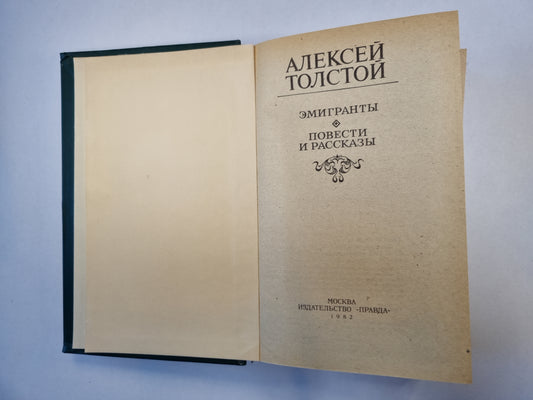 АЛЕКСЕЙ
ТОЛСТОЙ
ЭМИГРАНТЫ
ПОВЕСТИ
И РАССКАЗЫ
МОСКВА
ИЗДАТЕЛЬСТВО «ПРАВДА»
1982